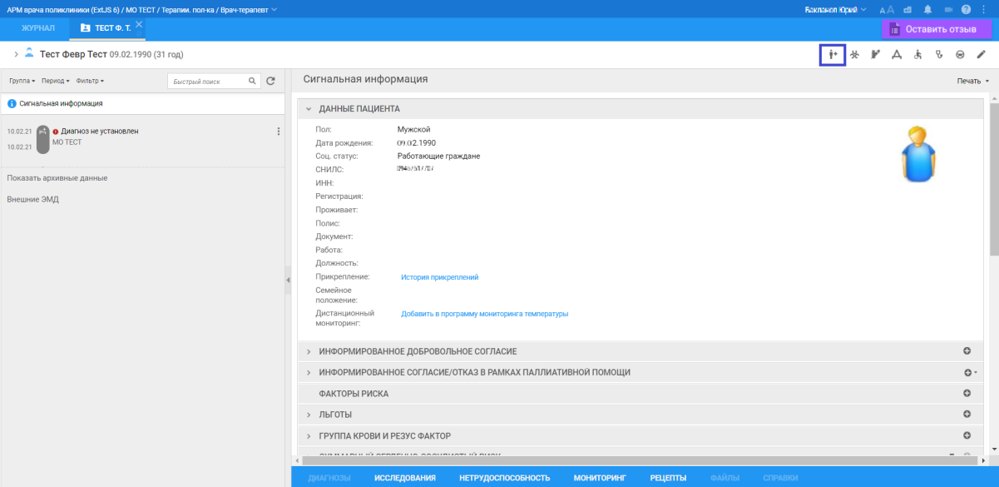 АРМ врача поликлиники (ExtJS 6) / МО ТЕСТ / Терапии. пол-ка / Врач-терапевт
АА
ЖУРНАЛ
ТЕСТ Ф. Т.
Оставить отзыв
Тест Февр Тест 09.02.1990 (31 год)
Группа Период Фильтр
Быстрый поиск
Сигнальная информация
Печать
Сигнальная информация
10.02.21 Диагноз не установлен
10.02.21 МО ТЕСТ
Показать архивные данные
Внешние ЭМД
ДАННЫЕ ПАЦИЕНТА
Пол: Мужской
Дата рождения: 09.02.1990
Соц. статус: Работающие граждане
СНИЛС:
ИНН:
Регистрация:
Проживает:
Полис:
Документ:
Работа:
Должность:
Прикрепление: История прикреплений
Семейное
положение:
Дистанционный Добавить в программу мониторинга температуры
мониторинг:
ИНФОРМИРОВАННОЕ ДОБРОВОЛЬНОЕ СОГЛАСИЕ
ИНФОРМИРОВАННОЕ СОГЛАСИЕ/ОТКАЗ В РАМКАХ ПАЛЛИАТИВНОЙ ПОМОЩИ
ФАКТОРЫ РИСКА
ЛЬГОТЫ
ГРУППА КРОВИ И РЕЗУС ФАКТОР
СУММАРНЫЙ СЕРДЕЧНО-СОСУДИСТЫЙ РИСК
ДИАГНОЗЫ ИССЛЕДОВАНИЯ НЕТРУДОСПОСОБНОСТЬ МОНИТОРИНГ РЕЦЕПТЫ ФАЙЛЫ СПРАВКИ